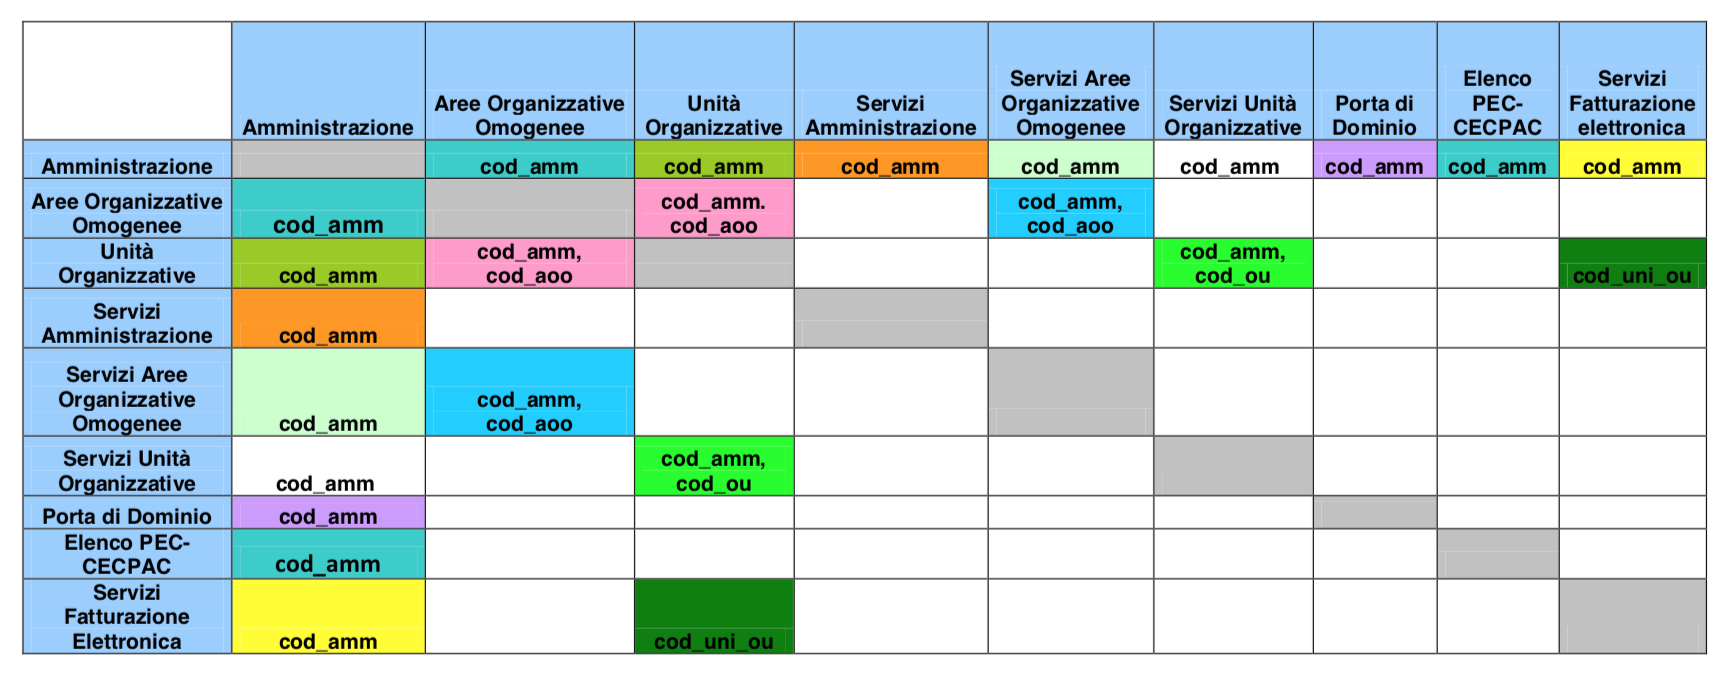 Amministrazione
Aree Organizzative
Omogenee
Unità
Organizzative
Servizi
Amministrazione
Servizi Aree
Organizzative
Omogenee
Servizi Unità
Organizzative
Porta di
Dominio
Elenco
PEC-
CECPAC
Servizi
Fatturazione
elettronica
Amministrazione
cod_amm
cod_amm
cod_amm
cod_amm
cod_amm
cod_amm
cod_amm
cod_amm
Aree Organizzative
Omogenee
cod_amm
cod_amm.
cod_aoo
cod_amm,
cod_aoo
Unità
Organizzative
cod_amm
cod_amm,
cod_aoo
cod_amm,
cod_ou
cod_uni_ou
Servizi
Amministrazione
cod_amm
Servizi Aree
Organizzative
Omogenee
cod_amm
cod_amm,
cod_aoo
Servizi Unità
Organizzative
cod_amm
cod_amm,
cod_ou
Porta di Dominio
cod_amm
Elenco PEC-
CECPAC
cod_amm
Servizi
Fatturazione
Elettronica
cod_amm
cod_uni_ou